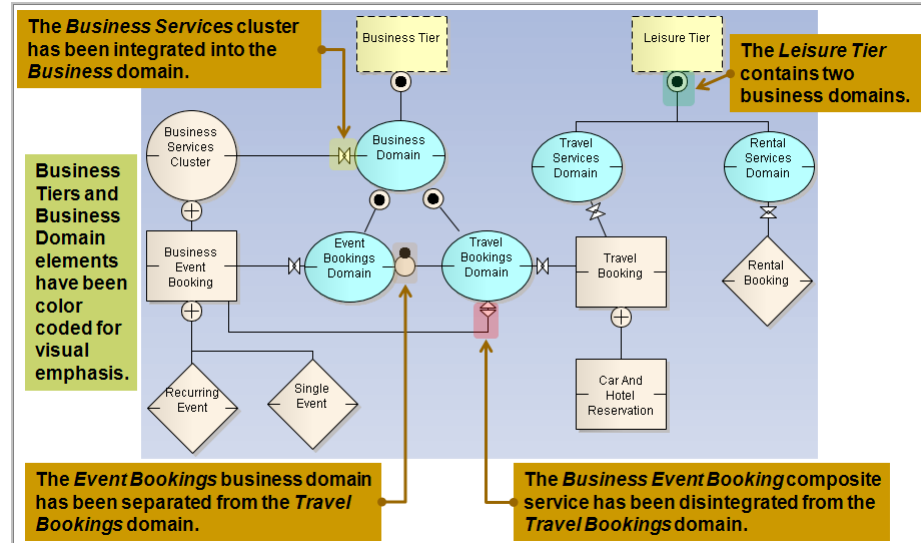 The Business Services cluster
has been integrated into the
Business domain.
Business Tier
Leisure Tier
The Leisure Tier
contains two
business domains.
Business
Services
Cluster
Business
Domain
Travel
Services
Domain
Rental
Services
Domain
Business
Tiers and
Business
Domain
elements
have been
color
coded for
visual
emphasis.
Business
Event
Booking
Event
Bookings
Domain
Travel
Bookings
Domain
Travel
Booking
Rental
Booking
Recurring
Event
Single
Event
Car And
Hotel
Reservation
The Event Bookings business domain
has been separated from the Travel
Bookings domain.
The Business Event Booking composite
service has been disintegrated from the
Travel Bookings domain.